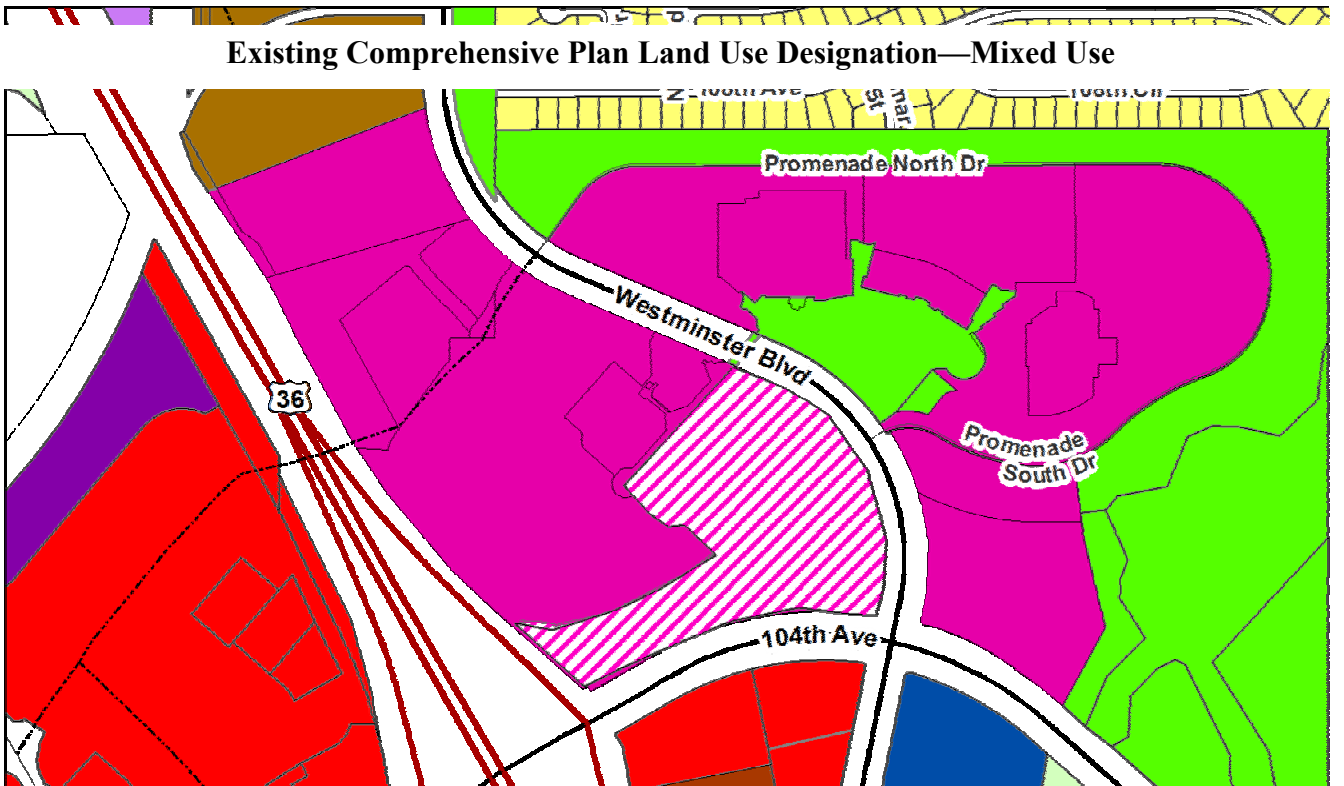 Existing Comprehensive Plan Land Use Designation—Mixed Use
Promenade North Dr
Westminster Blvd
36
Promenade
South Dr
104th Ave